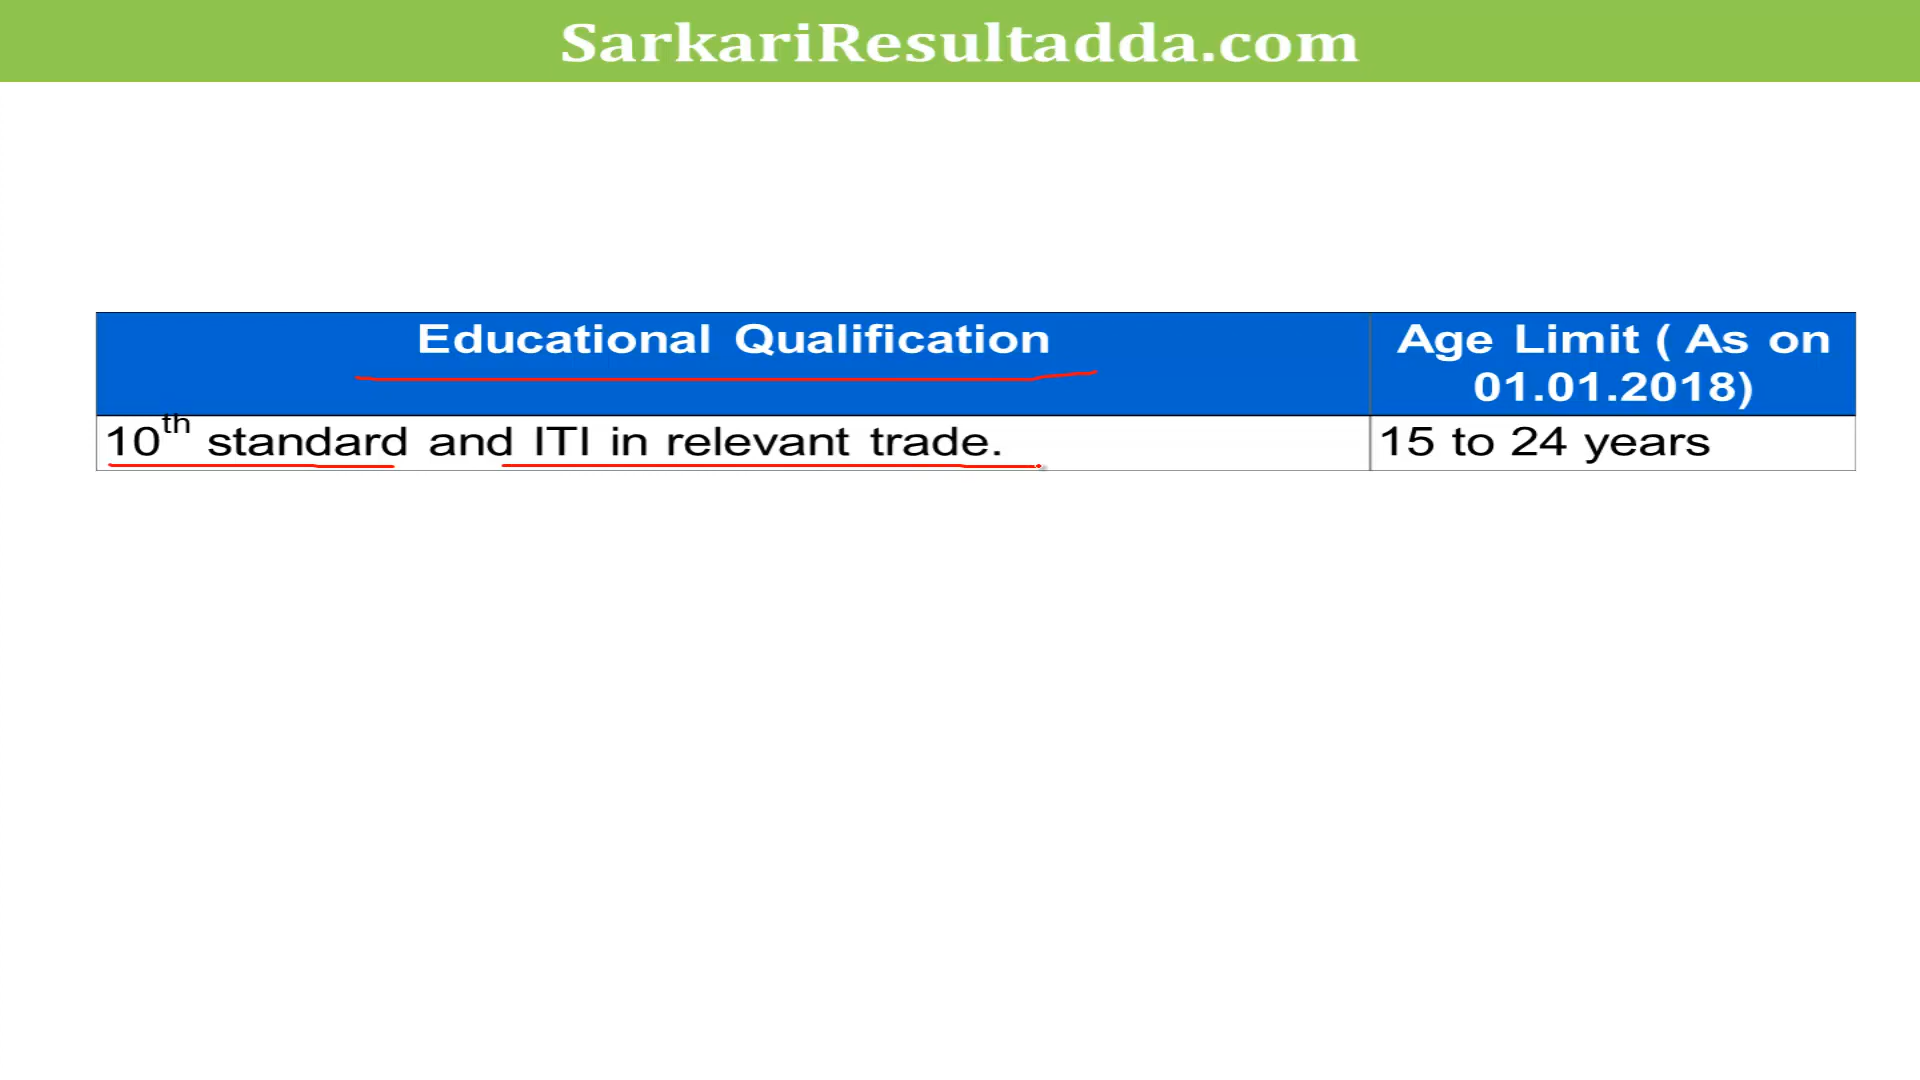 SarkariResultadda.com
Educational Qualification
Age Limit ( As on
01.01.2018)
10th standard and ITI in relevant trade.
15 to 24 years